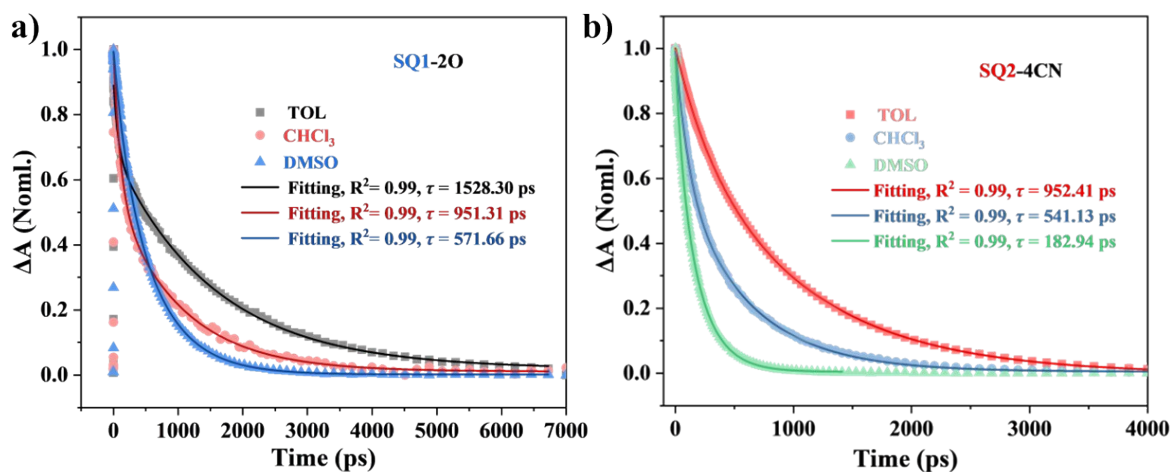 a)
SQ1-2O
TOL
CHCl₃
DMSO
Fitting, R²= 0.99, τ = 1528.30 ps
Fitting, R²= 0.99, τ = 951.31 ps
Fitting, R²= 0.99, τ = 571.66 ps
ΔA (Noml.)
1.0
0.8
0.6
0.4
0.2
0.0
0 1000 2000 3000 4000 5000 6000 7000
Time (ps)
b)
SQ2-4CN
TOL
CHCl₃
DMSO
Fitting, R² = 0.99, τ = 952.41 ps
Fitting, R² = 0.99, τ = 541.13 ps
Fitting, R² = 0.99, τ = 182.94 ps
ΔA (Noml.)
1.0
0.8
0.6
0.4
0.2
0.0
0 1000 2000 3000 4000
Time (ps)